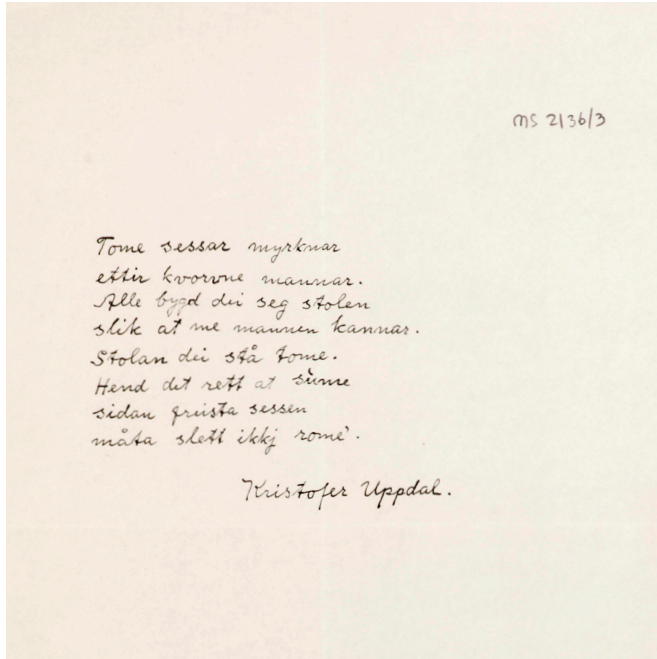 MS 2136/3
Tome sessar myrknar
ettir kvorvne mannar.
Alle bygd dei seg stolen
slik at me mannen kannar.
Stolan dei stå tome.
Hend det rett at sume
sidan freista sessen
måta slett ikkj rome'.
Kristofer Uppdal.